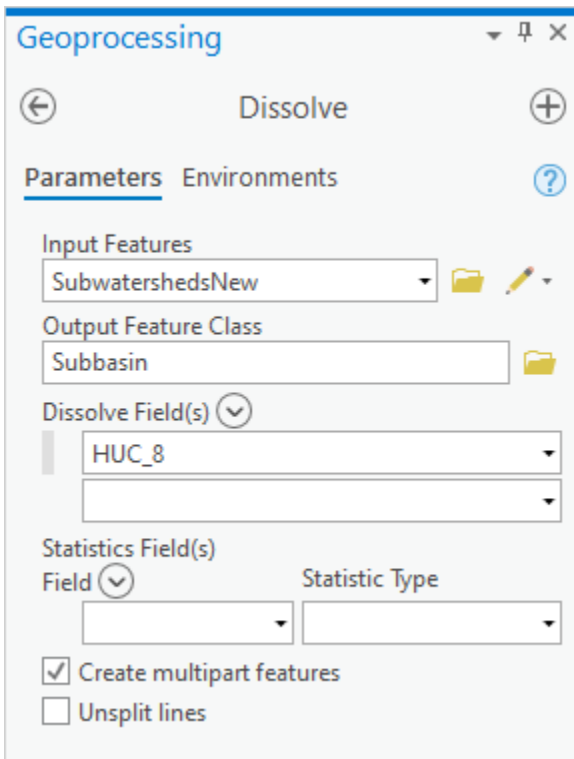 Geoprocessing
Dissolve
Parameters Environments ?
Input Features
SubwatershedsNew
Output Feature Class
Subbasin
Dissolve Field(s)
HUC_8
Statistics Field(s)
Field Statistic Type
Create multipart features
Unsplit lines